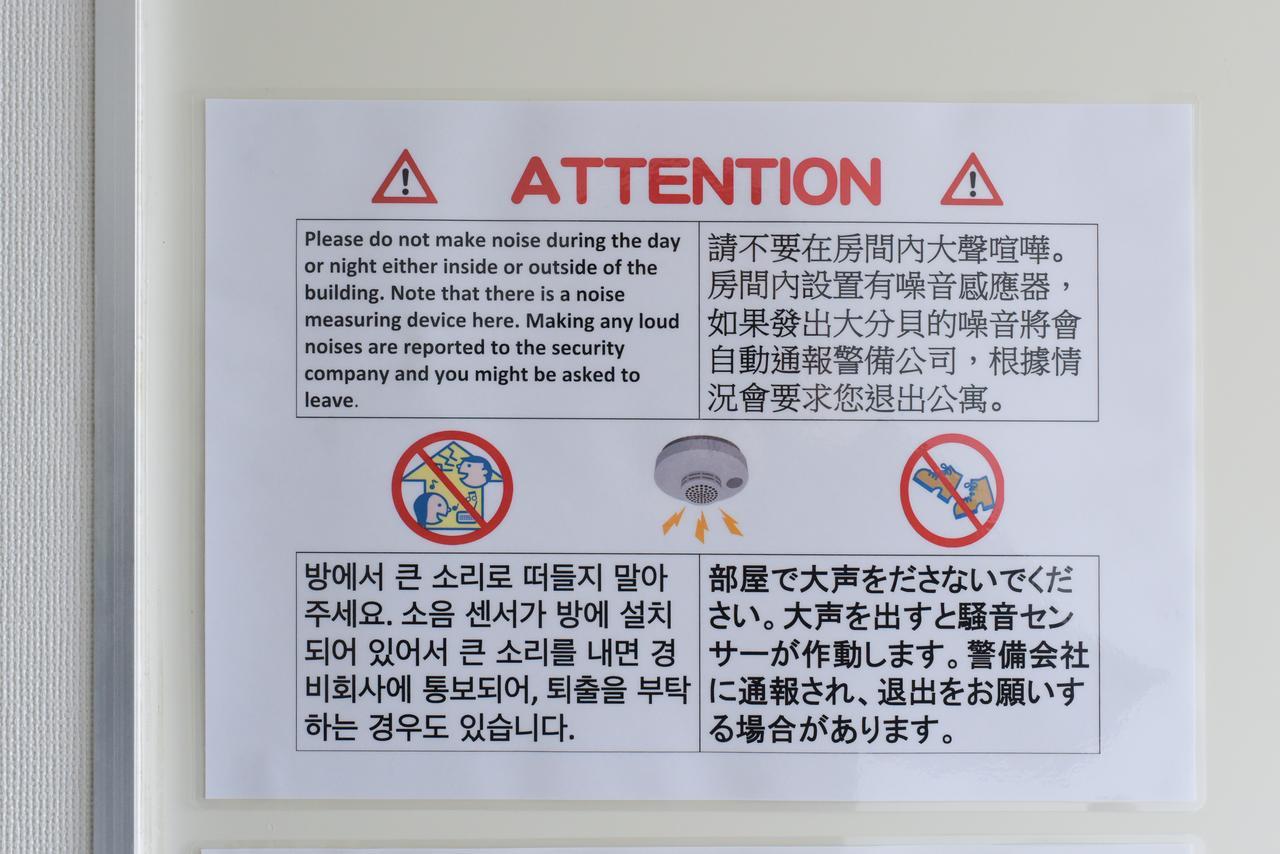 ATTENTION
Please do not make noise during the day
or night either inside or outside of the
building. Note that there is a noise
measuring device here. Making any loud
noises are reported to the security
company and you might be asked to
leave.
請不要在房間內大聲喧嘩。
房間內設置有噪音感應器，
如果發出大分貝的噪音將會
自動通報警備公司，根據情
況會要求您退出公寓。
방에서 큰 소리로 떠들지 말아
주세요. 소음 센서가 방에 설치
되어 있어서 큰 소리를 내면 경
비회사에 통보되어, 퇴출을 부탁
하는 경우도 있습니다.
部屋で大声をださないでくだ
さい。大声を出すと騒音セン
サーが作動します。警備会社
に通報され、退出をお願いす
る場合があります。